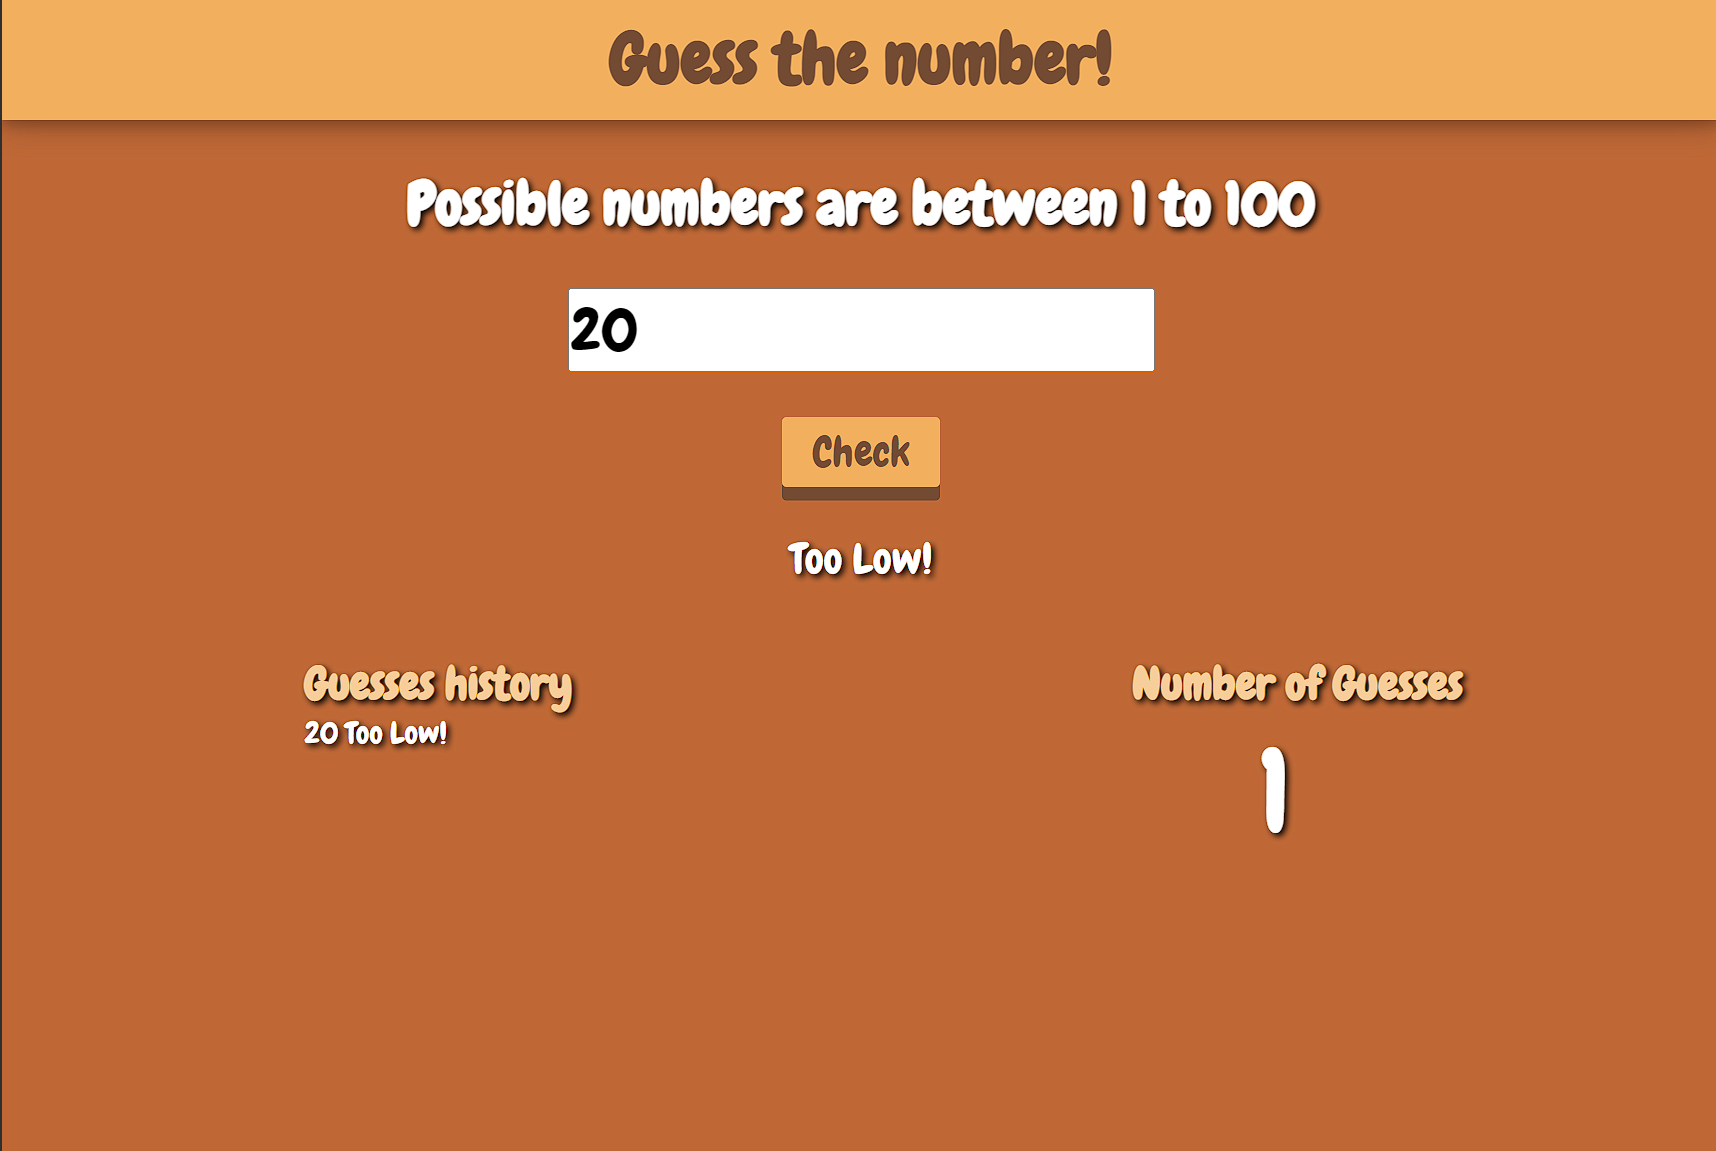 Guess the number!
Possible numbers are between 1 to 100
20
Check
Too Low!
Guesses history
20 Too Low!
Number of Guesses
1